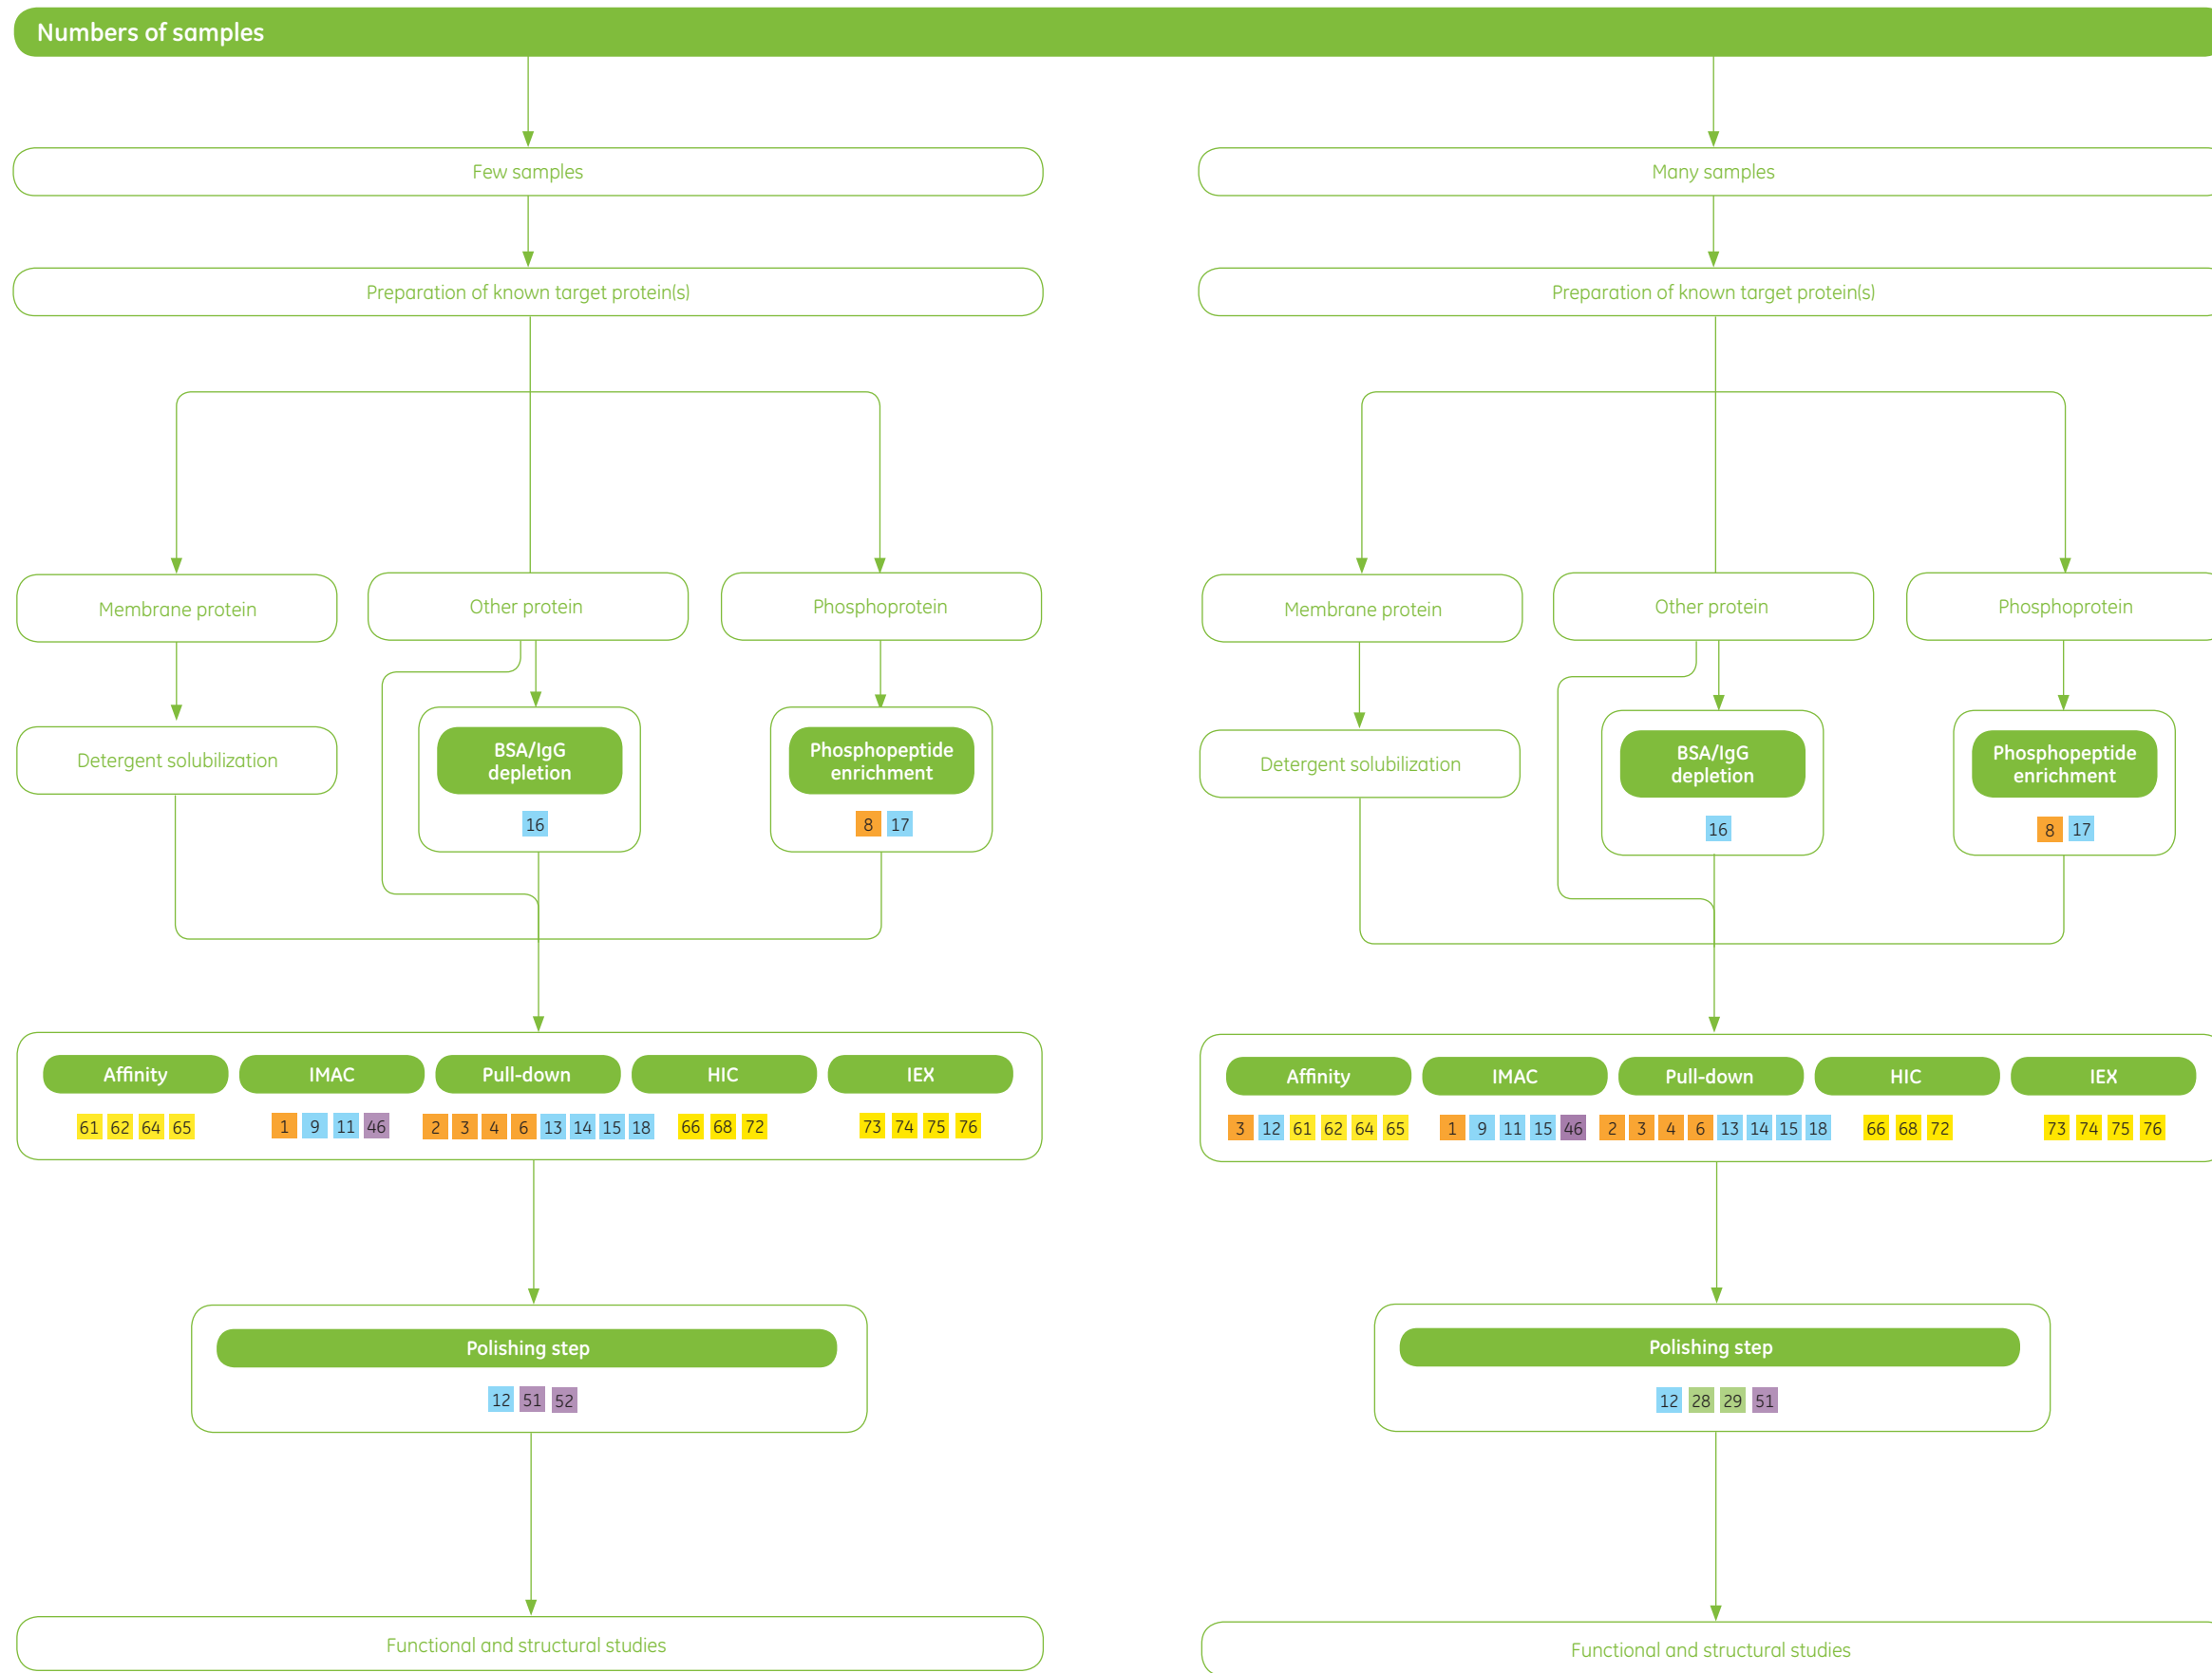 Numbers of samples
Few samples
Preparation of known target protein(s)
Membrane protein
Other protein
Phosphoprotein
Detergent solubilization
BSA/IgG
depletion
16
Phosphopeptide
enrichment
8 17
Affinity
IMAC
Pull-down
HIC
IEX
61 62 64 65
1 9 11 46
2 3 4 6 13 14 15 18
66 68 72
73 74 75 76
Polishing step
12 51 52
Functional and structural studies
Many samples
Preparation of known target protein(s)
Membrane protein
Other protein
Phosphoprotein
Detergent solubilization
BSA/IgG
depletion
16
Phosphopeptide
enrichment
8 17
Affinity
IMAC
Pull-down
HIC
IEX
3 12 61 62 64 65
1 9 11 15 46
2 3 4 6 13 14 15 18
66 68 72
73 74 75 76
Polishing step
12 28 29 51
Functional and structural studies